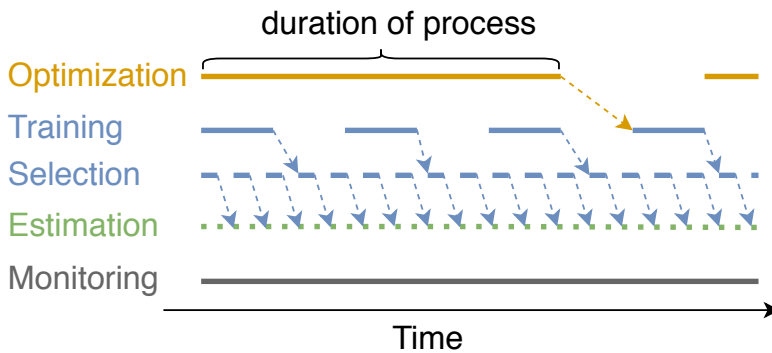 duration of process
Optimization
Training
Selection
Estimation
Monitoring
Time